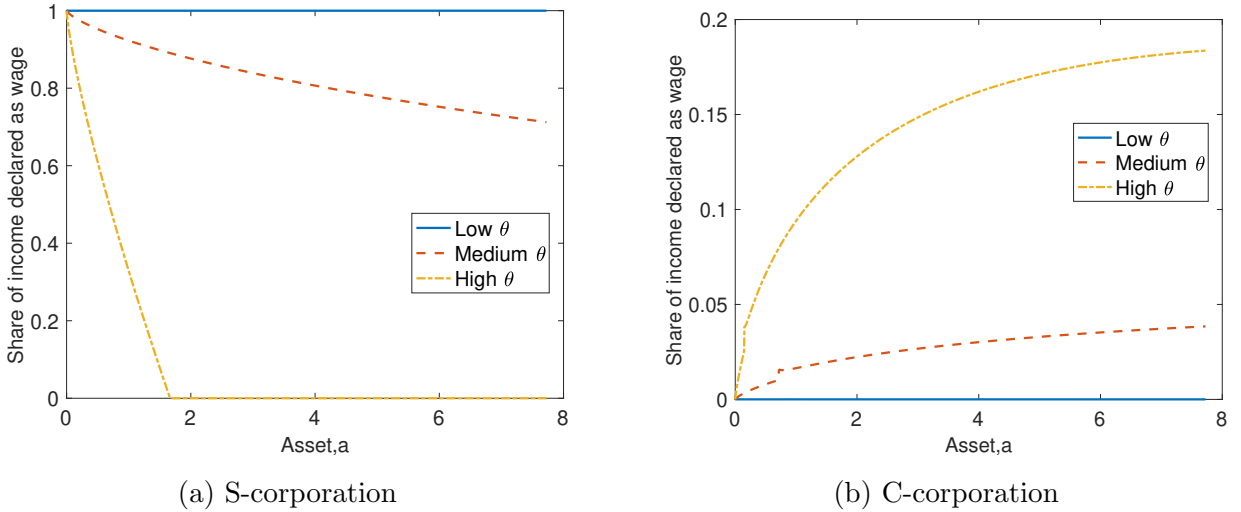 1
0.8
0.6
0.4
0.2
0
Share of income declared as wage
Low θ
Medium θ
High θ
0 2 4 6 8
Asset,a
(a) S-corporation
0.2
0.15
0.1
0.05
0
Share of income declared as wage
Low θ
Medium θ
High θ
0 2 4 6 8
Asset,a
(b) C-corporation